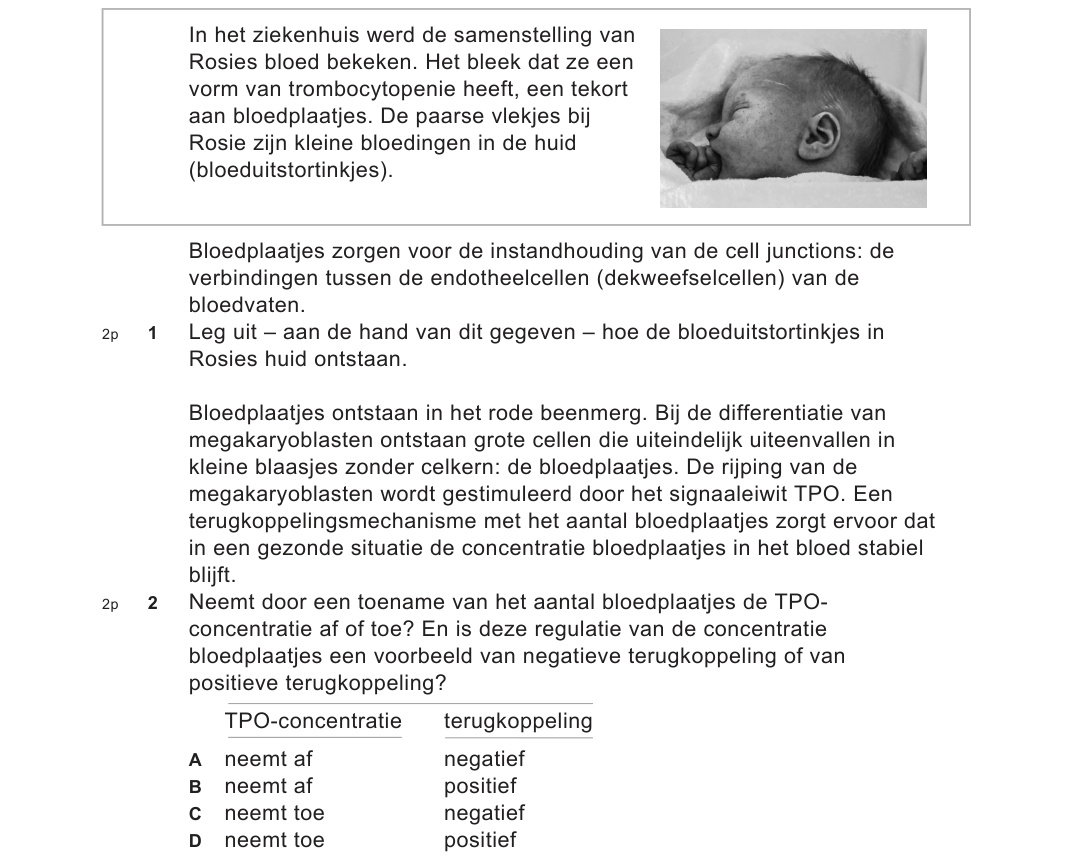 In het ziekenhuis werd de samenstelling van
Rosies bloed bekeken. Het bleek dat ze een
vorm van trombocytopenie heeft, een tekort
aan bloedplaatjes. De paarse vlekjes bij
Rosie zijn kleine bloedingen in de huid
(bloeduitstortinkjes).
Bloedplaatjes zorgen voor de instandhouding van de cell junctions: de
verbindingen tussen de endotheelcellen (dekweefselcellen) van de
bloedvaten.
2p 1 Leg uit – aan de hand van dit gegeven – hoe de bloeduitstortinkjes in
Rosies huid ontstaan.
Bloedplaatjes ontstaan in het rode beenmerg. Bij de differentiatie van
megakaryoblasten ontstaan grote cellen die uiteindelijk uiteenvallen in
kleine blaasjes zonder celkern: de bloedplaatjes. De rijping van de
megakaryoblasten wordt gestimuleerd door het signaaleiwit TPO. Een
terugkoppelingsmechanisme met het aantal bloedplaatjes zorgt ervoor dat
in een gezonde situatie de concentratie bloedplaatjes in het bloed stabiel
blijft.
2p 2 Neemt door een toename van het aantal bloedplaatjes de TPO-
concentratie af of toe? En is deze regulatie van de concentratie
bloedplaatjes een voorbeeld van negatieve terugkoppeling of van
positieve terugkoppeling?
TPO-concentratie terugkoppeling
A neemt af negatief
B neemt af positief
C neemt toe negatief
D neemt toe positief